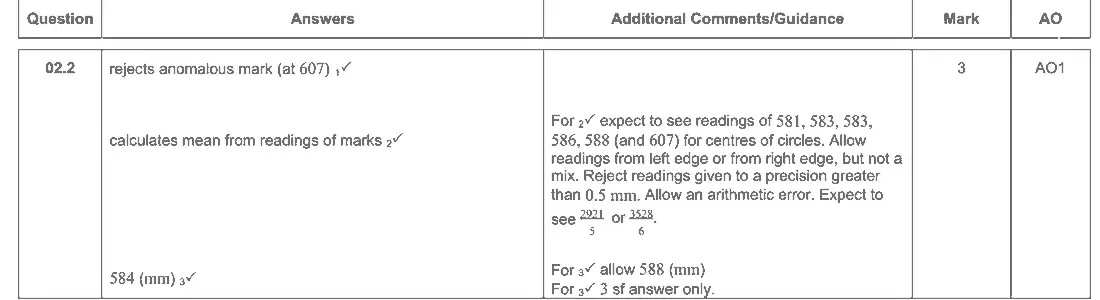 Question Answers Additional Comments/Guidance Mark AO
02.2 rejects anomalous mark (at 607) ₁✓ 3 AO1
For ₂✓ expect to see readings of 581, 583, 583,
calculates mean from readings of marks ₂✓ 586, 588 (and 607) for centres of circles. Allow
readings from left edge or from right edge, but not a
mix. Reject readings given to a precision greater
than 0.5 mm. Allow an arithmetic error. Expect to
see 2921/5 or 3528/6.
584 (mm) ₃✓ For ₃✓ allow 588 (mm)
For ₃✓ 3 sf answer only.